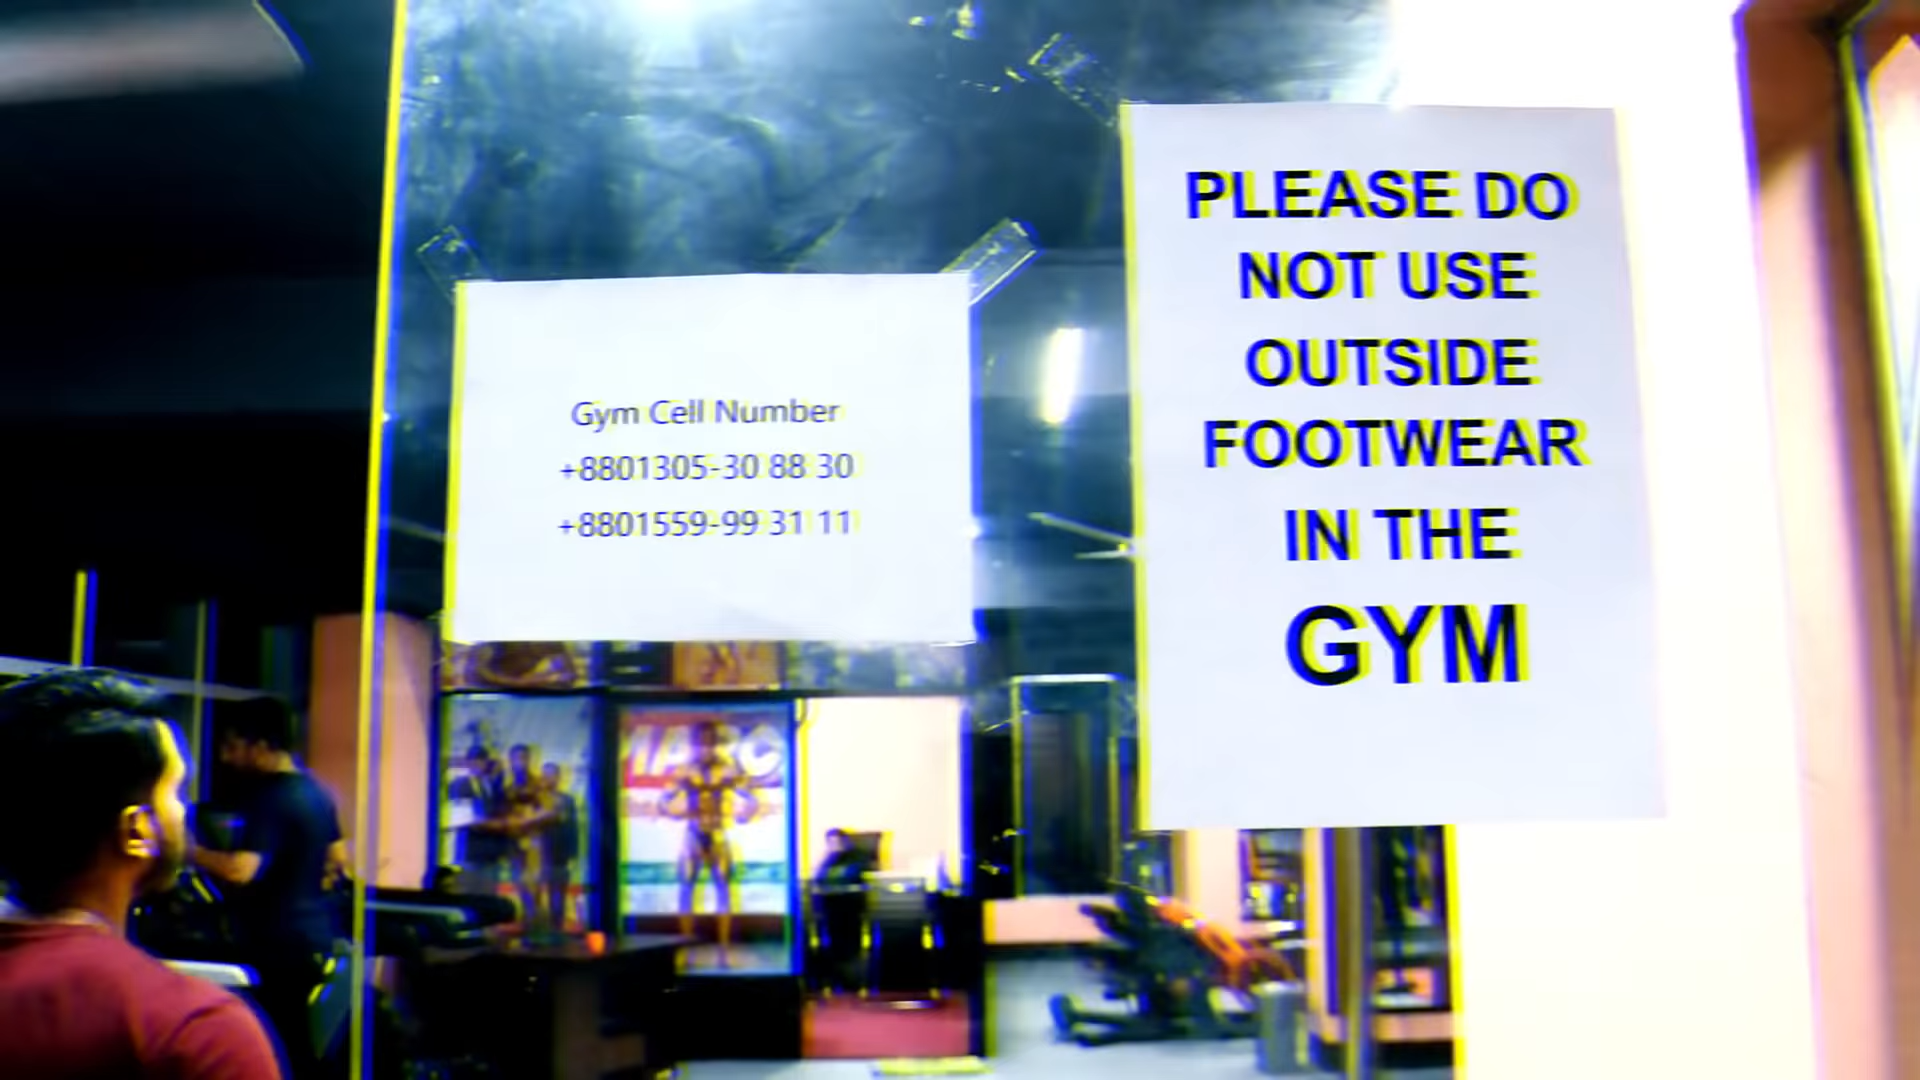 Gym Cell Number
+8801305-30 88 30
+8801559-99 31 11
PLEASE DO
NOT USE
OUTSIDE
FOOTWEAR
IN THE
GYM